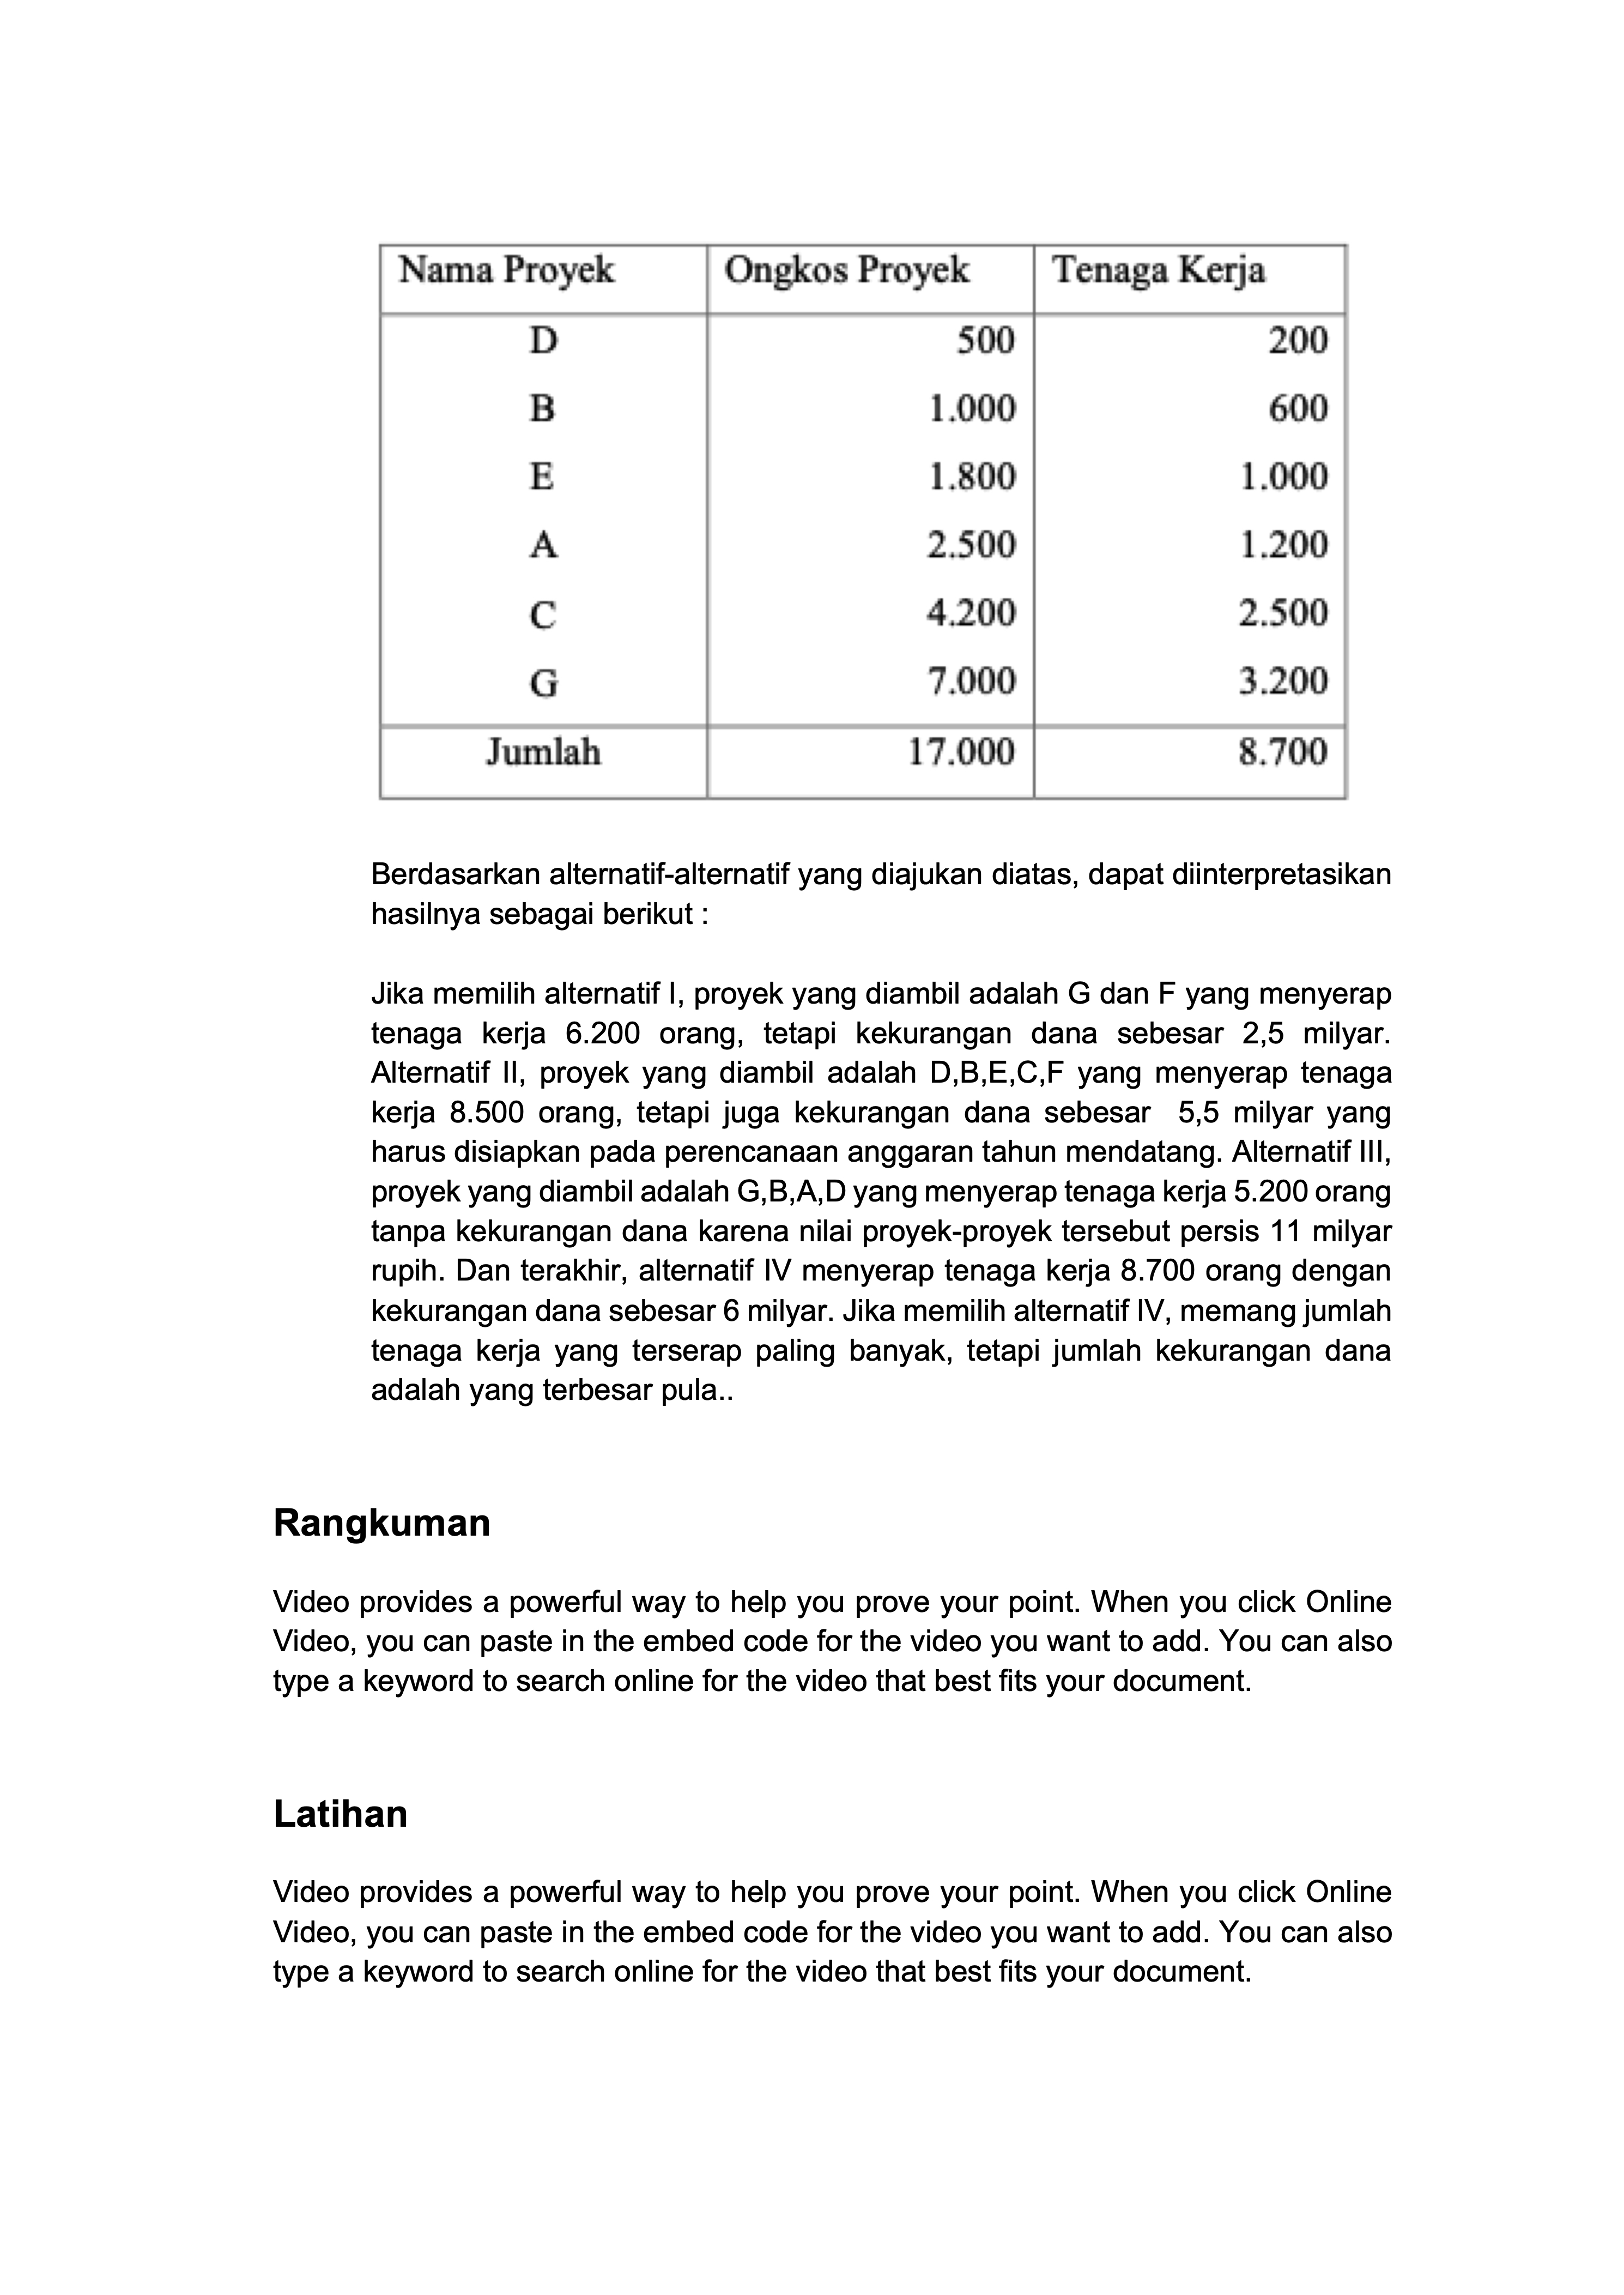 Nama Proyek Ongkos Proyek Tenaga Kerja
D 500 200
B 1.000 600
E 1.800 1.000
A 2.500 1.200
C 4.200 2.500
G 7.000 3.200
Jumlah 17.000 8.700
Berdasarkan alternatif-alternatif yang diajukan diatas, dapat diinterpretasikan
hasilnya sebagai berikut :
Jika memilih alternatif I, proyek yang diambil adalah G dan F yang menyerap
tenaga kerja 6.200 orang, tetapi kekurangan dana sebesar 2,5 milyar.
Alternatif II, proyek yang diambil adalah D,B,E,C,F yang menyerap tenaga
kerja 8.500 orang, tetapi juga kekurangan dana sebesar 5,5 milyar yang
harus disiapkan pada perencanaan anggaran tahun mendatang. Alternatif III,
proyek yang diambil adalah G,B,A,D yang menyerap tenaga kerja 5.200 orang
tanpa kekurangan dana karena nilai proyek-proyek tersebut persis 11 milyar
rupih. Dan terakhir, alternatif IV menyerap tenaga kerja 8.700 orang dengan
kekurangan dana sebesar 6 milyar. Jika memilih alternatif IV, memang jumlah
tenaga kerja yang terserap paling banyak, tetapi jumlah kekurangan dana
adalah yang terbesar pula..
Rangkuman
Video provides a powerful way to help you prove your point. When you click Online
Video, you can paste in the embed code for the video you want to add. You can also
type a keyword to search online for the video that best fits your document.
Latihan
Video provides a powerful way to help you prove your point. When you click Online
Video, you can paste in the embed code for the video you want to add. You can also
type a keyword to search online for the video that best fits your document.